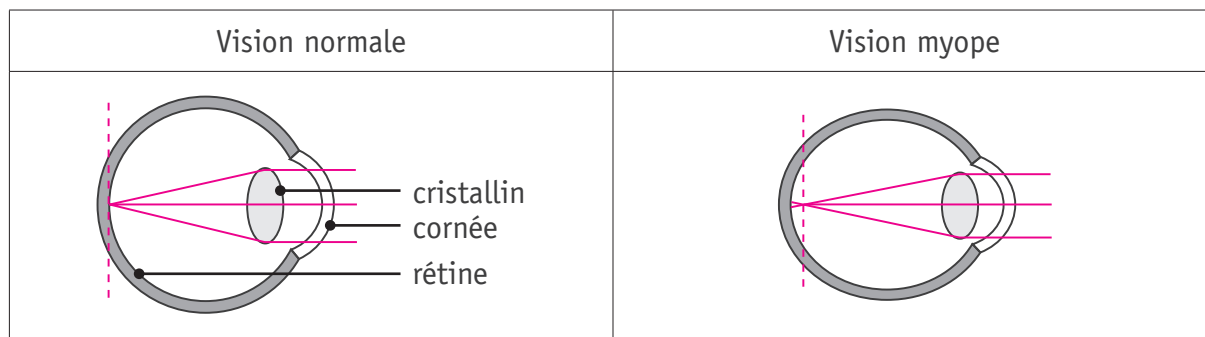 Vision normale
Vision myope
cristallin
cornée
rétine